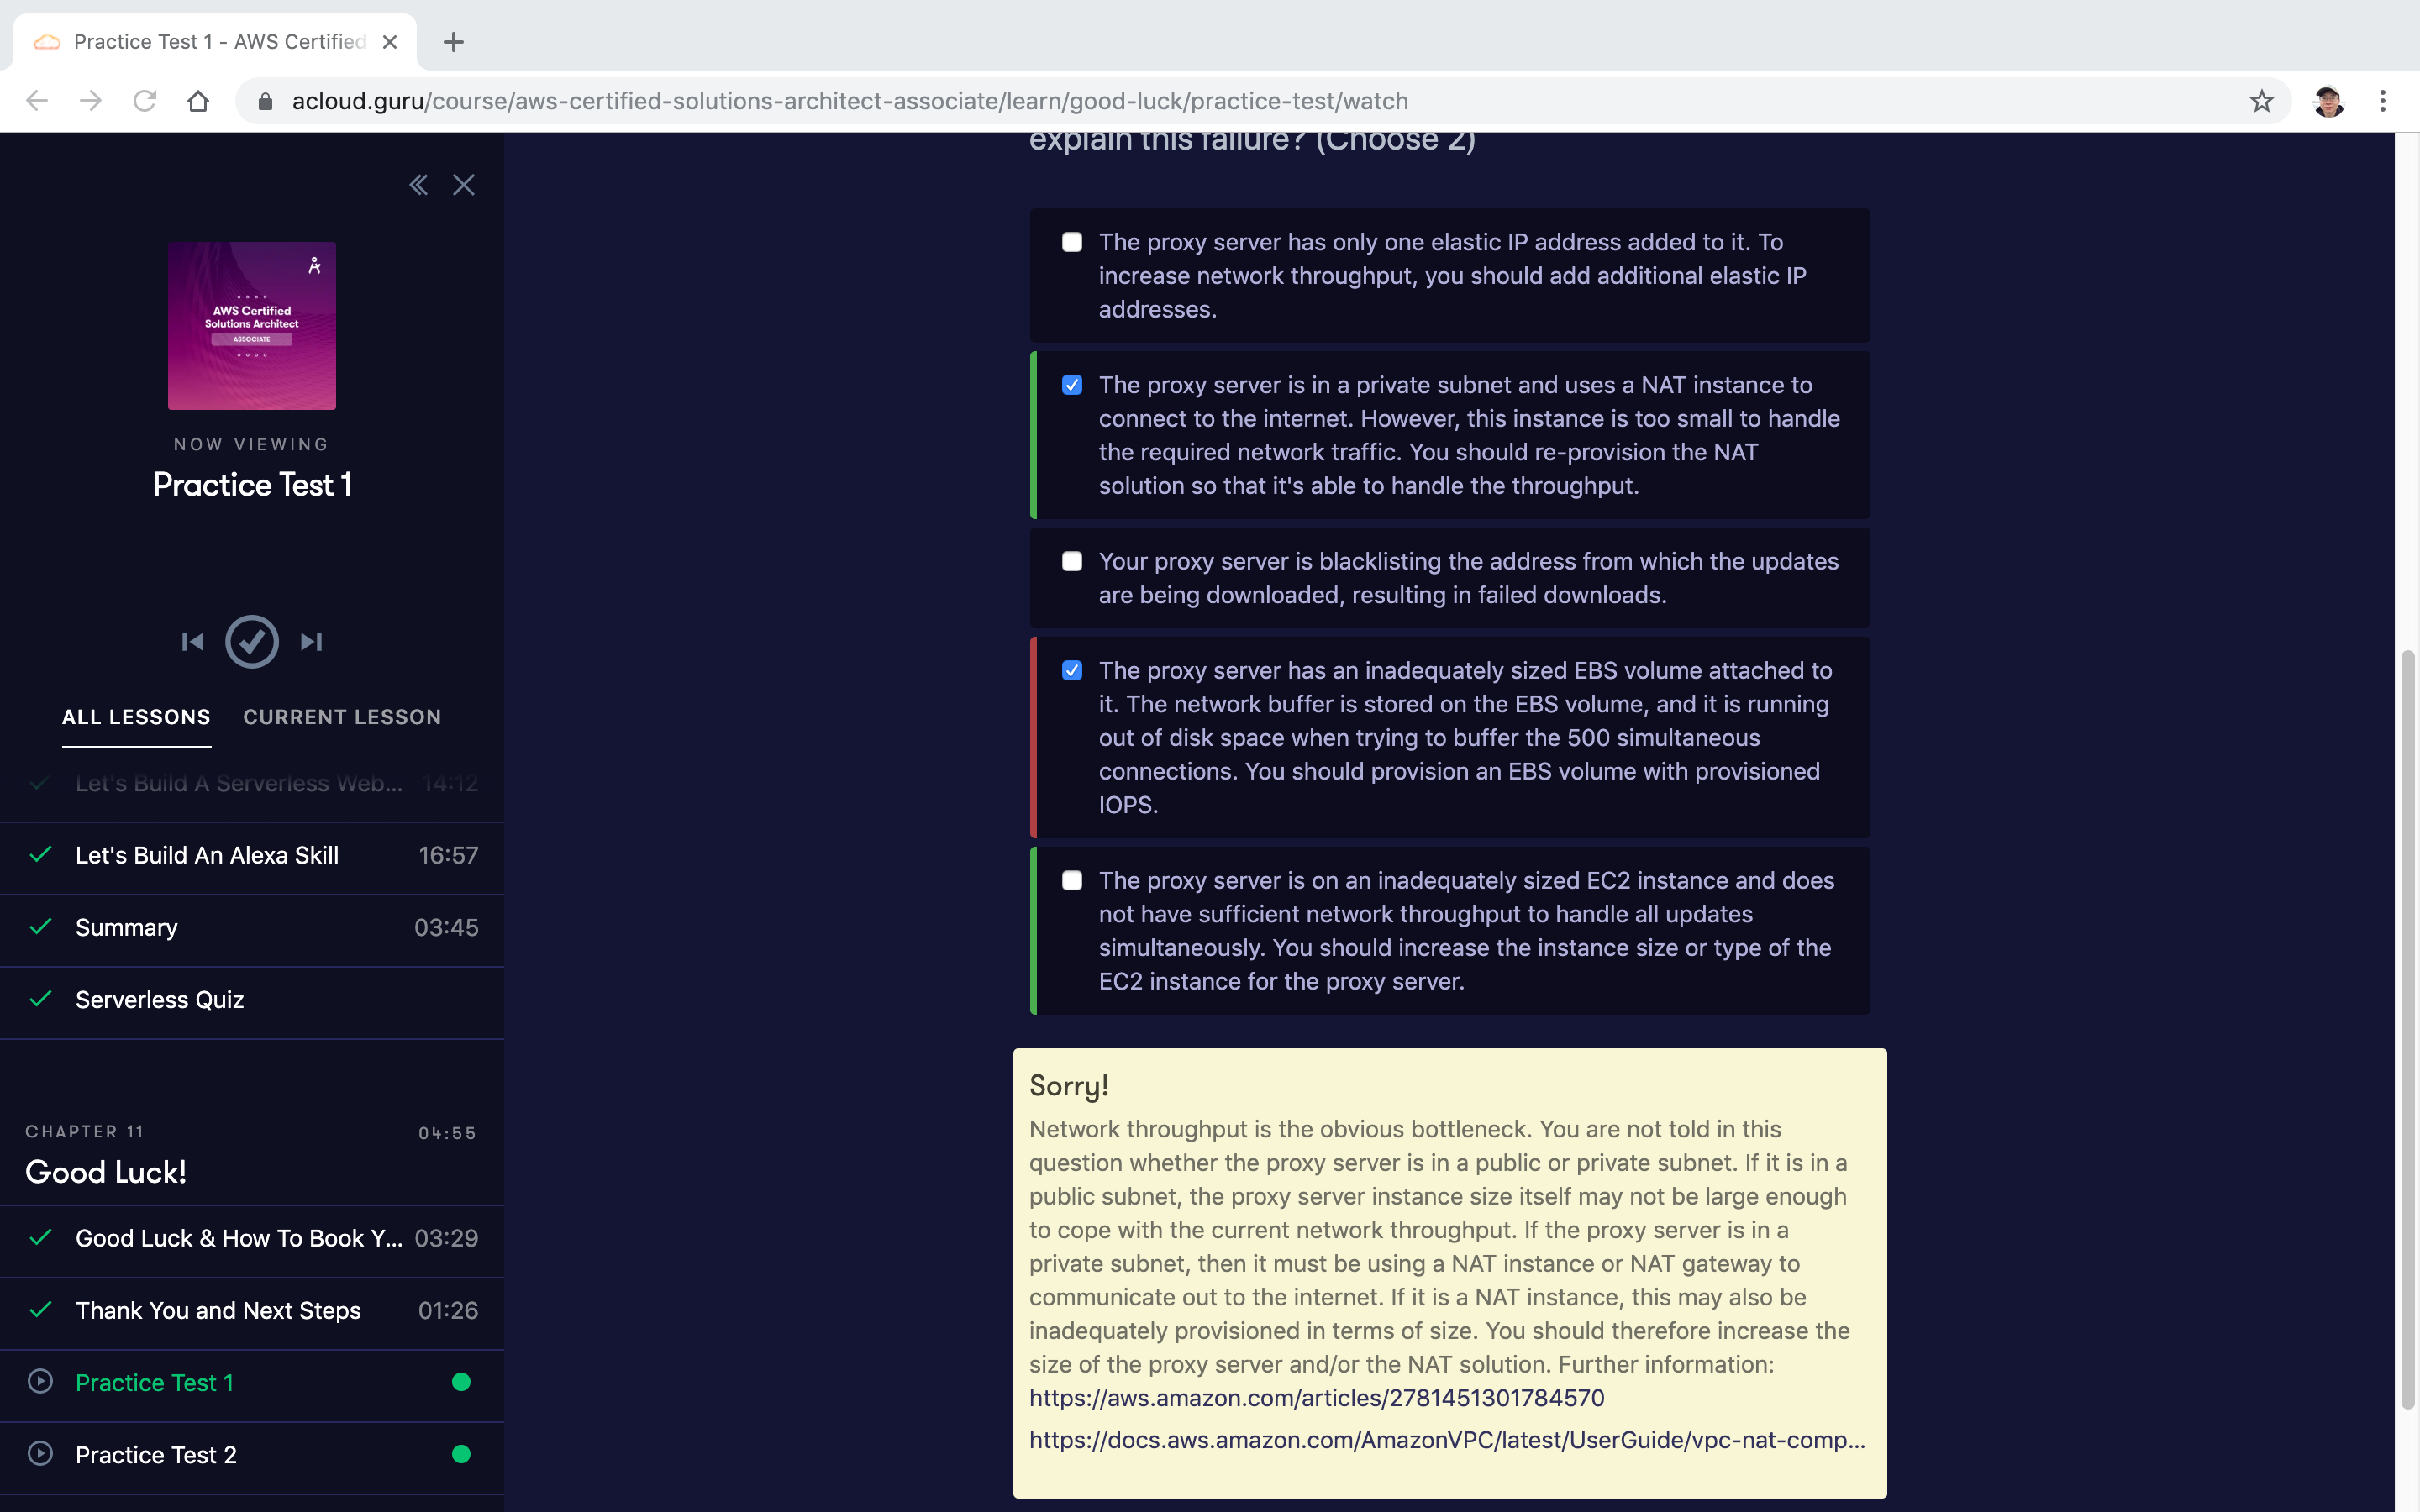 Practice Test 1 - AWS Certified
acloud.guru/course/aws-certified-solutions-architect-associate/learn/good-luck/practice-test/watch
AWS Certified
Solutions Architect
ASSOCIATE
NOW VIEWING
Practice Test 1
ALL LESSONS
CURRENT LESSON
Let's Build A Serverless Web... 14:12
Let's Build An Alexa Skill 16:57
Summary 03:45
Serverless Quiz
CHAPTER 11 04:55
Good Luck!
Good Luck & How To Book Y... 03:29
Thank You and Next Steps 01:26
Practice Test 1
Practice Test 2
explain this failure? (Choose 2)
The proxy server has only one elastic IP address added to it. To
increase network throughput, you should add additional elastic IP
addresses.
The proxy server is in a private subnet and uses a NAT instance to
connect to the internet. However, this instance is too small to handle
the required network traffic. You should re-provision the NAT
solution so that it's able to handle the throughput.
Your proxy server is blacklisting the address from which the updates
are being downloaded, resulting in failed downloads.
The proxy server has an inadequately sized EBS volume attached to
it. The network buffer is stored on the EBS volume, and it is running
out of disk space when trying to buffer the 500 simultaneous
connections. You should provision an EBS volume with provisioned
IOPS.
The proxy server is on an inadequately sized EC2 instance and does
not have sufficient network throughput to handle all updates
simultaneously. You should increase the instance size or type of the
EC2 instance for the proxy server.
Sorry!
Network throughput is the obvious bottleneck. You are not told in this
question whether the proxy server is in a public or private subnet. If it is in a
public subnet, the proxy server instance size itself may not be large enough
to cope with the current network throughput. If the proxy server is in a
private subnet, then it must be using a NAT instance or NAT gateway to
communicate out to the internet. If it is a NAT instance, this may also be
inadequately provisioned in terms of size. You should therefore increase the
size of the proxy server and/or the NAT solution. Further information:
https://aws.amazon.com/articles/2781451301784570
https://docs.aws.amazon.com/AmazonVPC/latest/UserGuide/vpc-nat-comp...